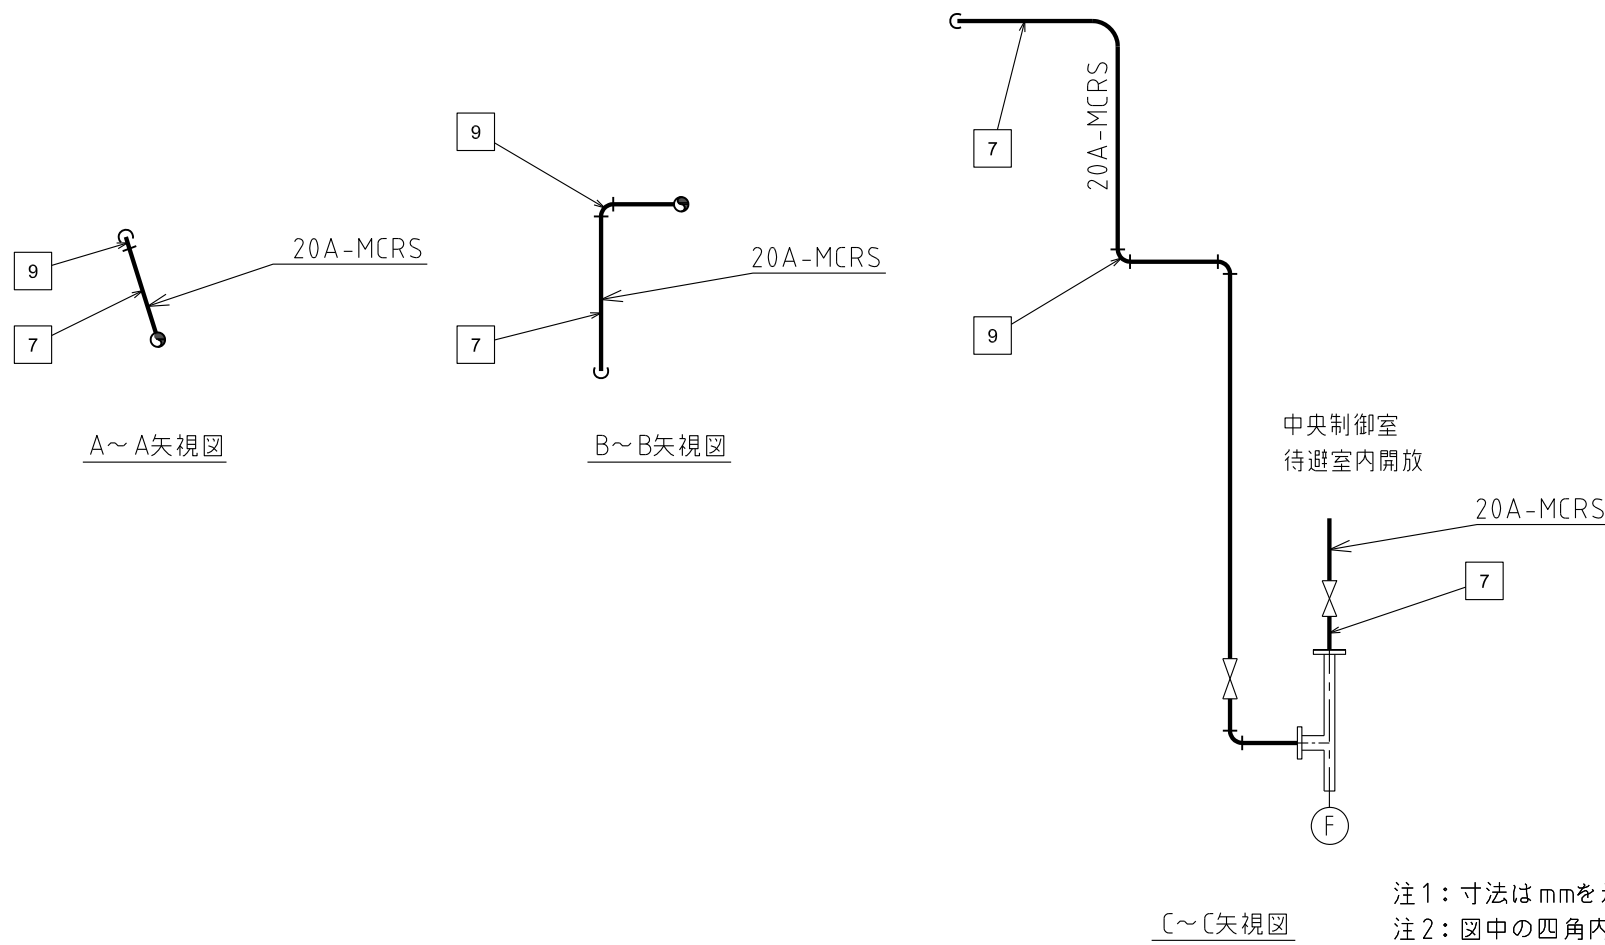 9
7
20A-MCRS
A～A矢視図
9
7
20A-MCRS
B～B矢視図
7
20A-MCRS
9
中央制御室
待避室内開放
20A-MCRS
7
F
C～C矢視図
注1：寸法はmmを
注2：図中の四角内